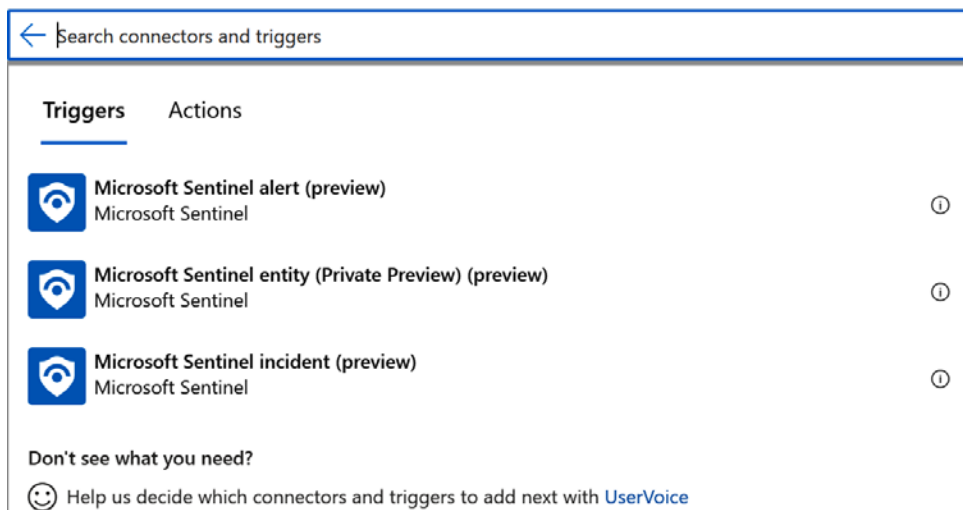 Search connectors and triggers
Triggers Actions
Microsoft Sentinel alert (preview)
Microsoft Sentinel
Microsoft Sentinel entity (Private Preview) (preview)
Microsoft Sentinel
Microsoft Sentinel incident (preview)
Microsoft Sentinel
Don't see what you need?
Help us decide which connectors and triggers to add next with UserVoice